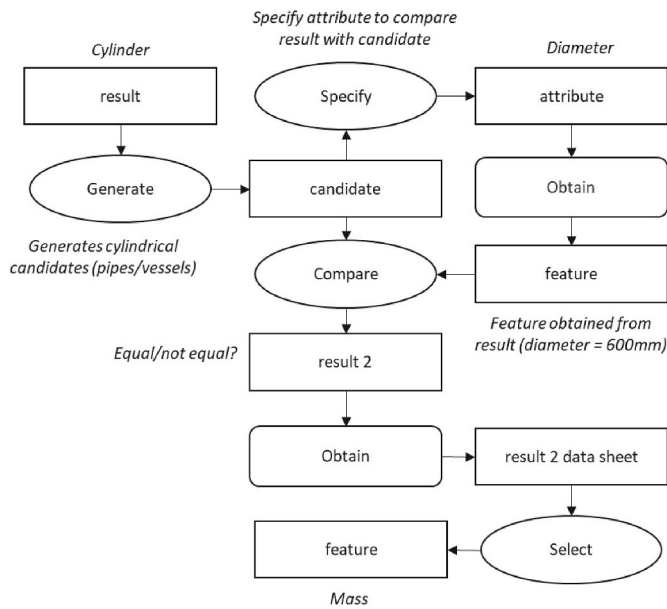 Specify attribute to compare
result with candidate
Cylinder
Diameter
result
Specify
attribute
Generate
candidate
Obtain
Generates cylindrical
candidates (pipes/vessels)
Compare
feature
Feature obtained from
result (diameter = 600mm)
Equal/not equal?
result 2
Obtain
result 2 data sheet
feature
Select
Mass